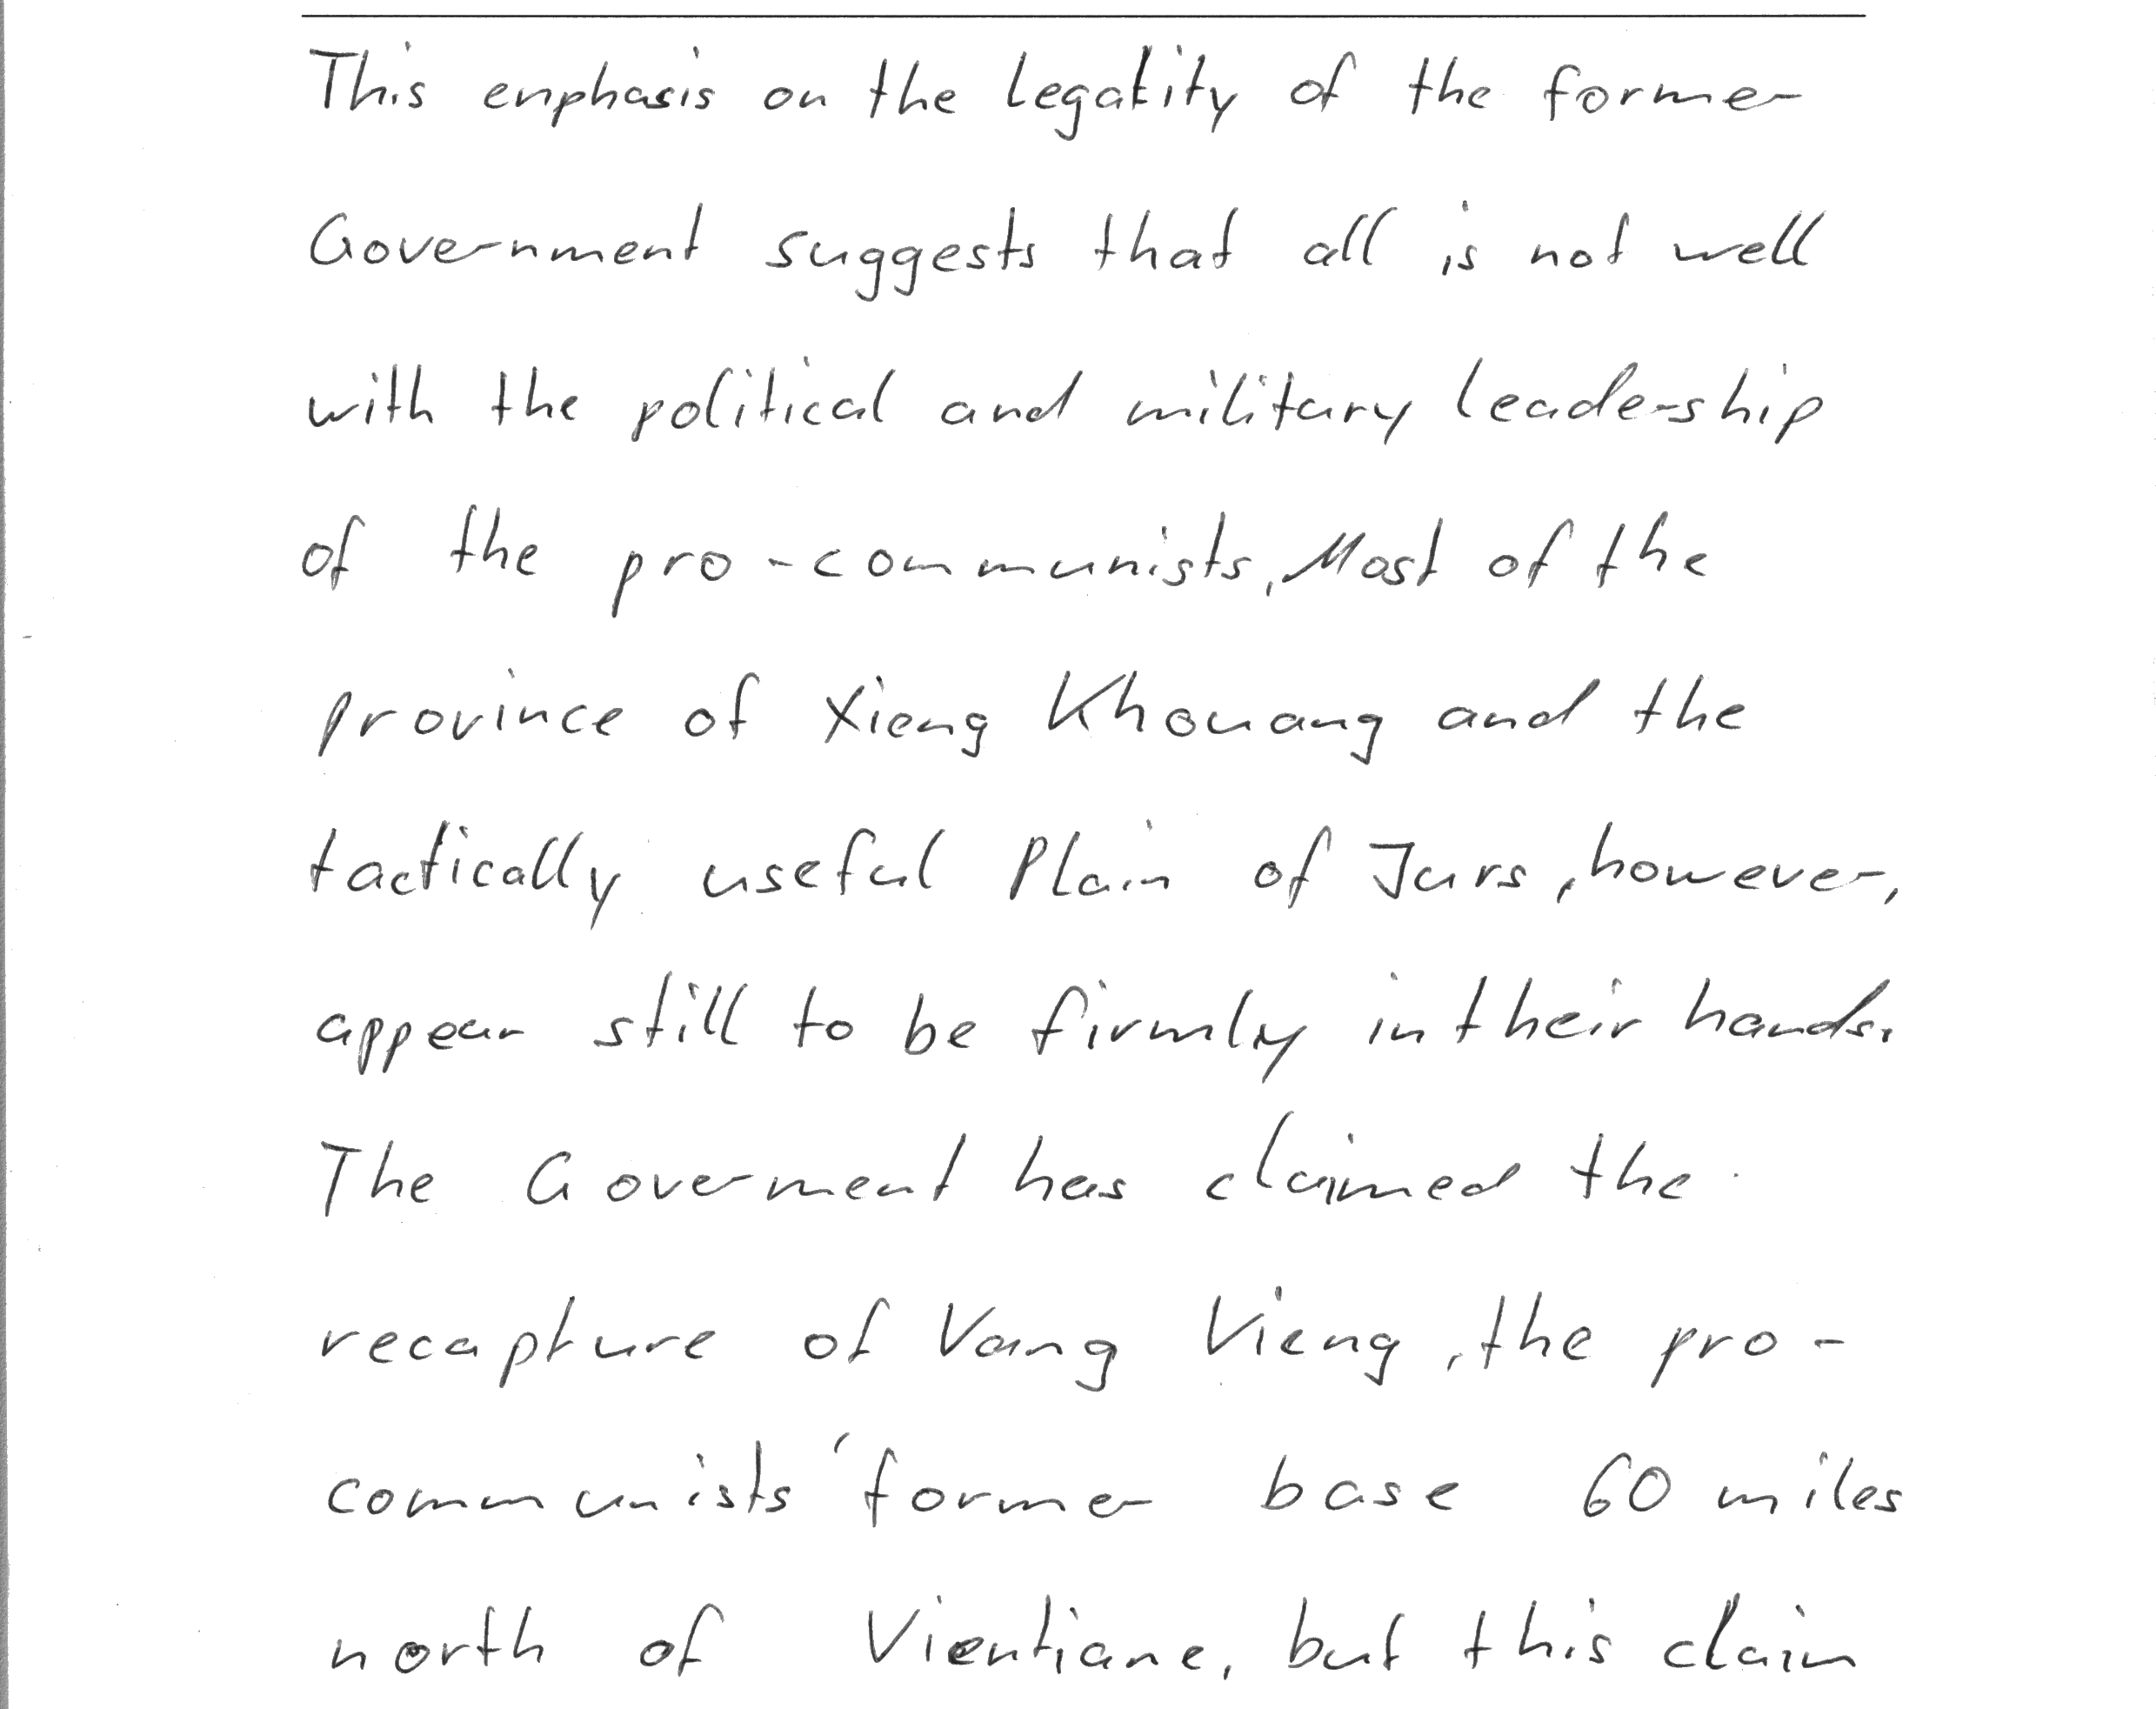 This emphasis on the legality of the former
Government suggests that all is not well
with the political and military leadership
of the pro-communists. Most of the
province of Xieng Khouang and the
tactically useful Plain of Jars, however,
appear still to be firmly in their hands.
The Goverment has claimed the
recapture of Vang Vieng, the pro-
communists' former base 60 miles
north of Vientiane, but this claim